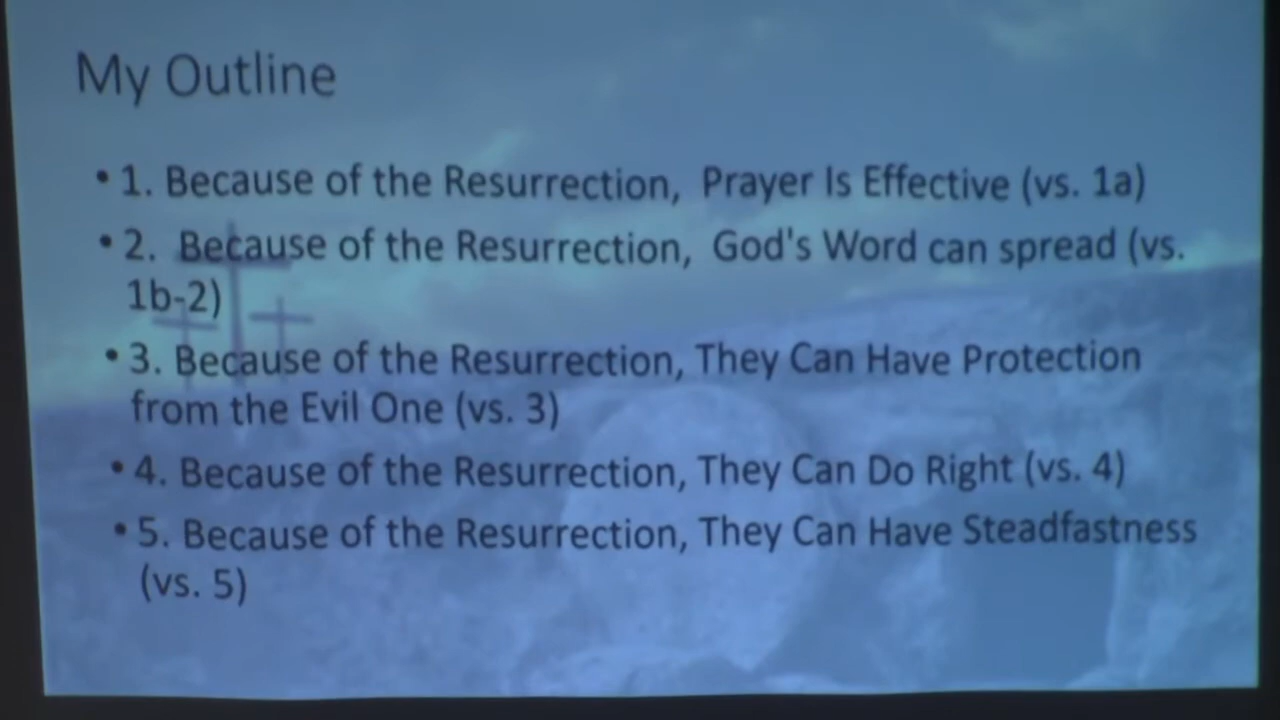 My Outline
• 1. Because of the Resurrection, Prayer Is Effective (vs. 1a)
• 2. Because of the Resurrection, God's Word can spread (vs.
1b-2)
• 3. Because of the Resurrection, They Can Have Protection
from the Evil One (vs. 3)
• 4. Because of the Resurrection, They Can Do Right (vs. 4)
• 5. Because of the Resurrection, They Can Have Steadfastness
(vs. 5)